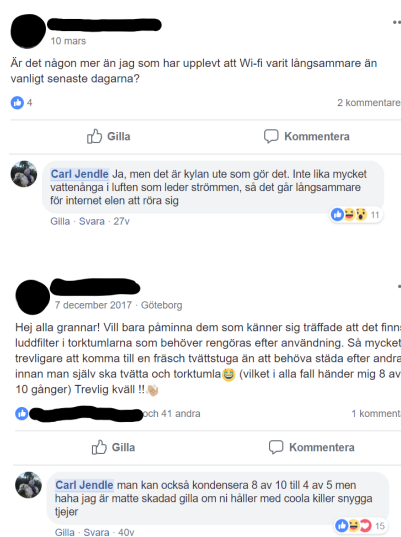 10 mars
Är det någon mer än jag som har upplevt att Wi-fi varit långsammare än
vanligt senaste dagarna?
4
2 kommentare
Gilla
Kommentera
Carl Jendle Ja, men det är kylan ute som gör det. Inte lika mycket
vattenånga i luften som leder strömmen, så det går långsammare
för internet elen att röra sig
Gilla · Svara · 27v
11
7 december 2017 · Göteborg
Hej alla grannar! Vill bara påminna dem som känner sig träffade att det finns
luddfilter i torktumlarna som behöver rengöras efter användning. Så mycket
trevligare att komma till en fräsch tvättstuga än att behöva städa efter andra
innan man själv ska tvätta och torktumla😂 (vilket i alla fall händer mig 8 av
10 gånger) Trevlig kväll !!👋🏼
och 41 andra
1 komment
Gilla
Kommentera
Carl Jendle man kan också kondensera 8 av 10 till 4 av 5 men
haha jag är matte skadad gilla om ni håller med coola killer snygga
tjejer
Gilla · Svara · 40v
15